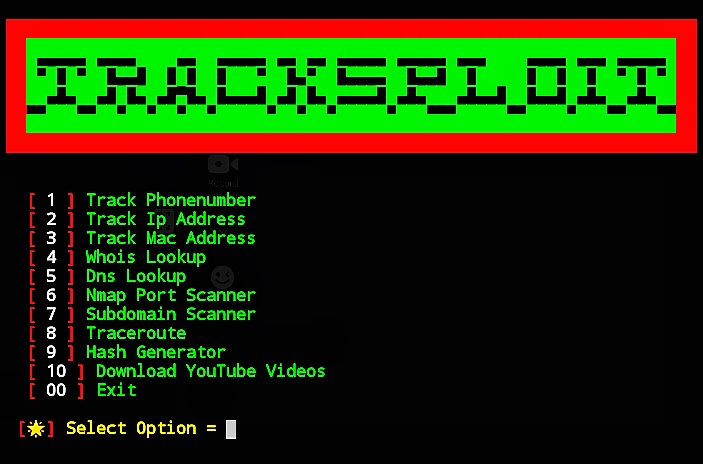 TRACKSPLOIT
[ 1 ] Track Phonenumber
[ 2 ] Track Ip Address
[ 3 ] Track Mac Address
[ 4 ] Whois Lookup
[ 5 ] Dns Lookup
[ 6 ] Nmap Port Scanner
[ 7 ] Subdomain Scanner
[ 8 ] Traceroute
[ 9 ] Hash Generator
[ 10 ] Download YouTube Videos
[ 00 ] Exit
[🌟] Select Option =